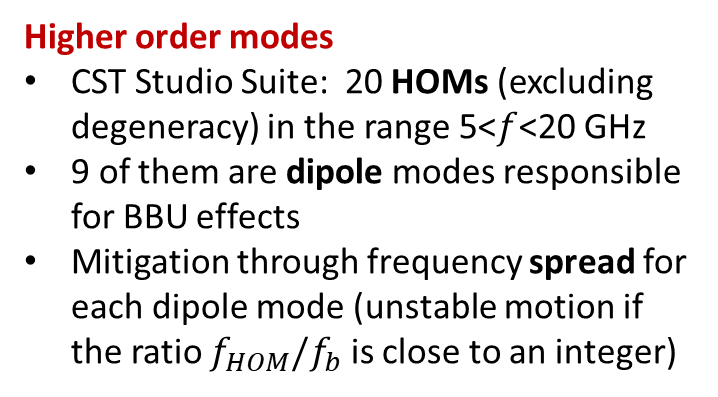 Higher order modes
• CST Studio Suite: 20 HOMs (excluding
degeneracy) in the range 5<f<20 GHz
• 9 of them are dipole modes responsible
for BBU effects
• Mitigation through frequency spread for
each dipole mode (unstable motion if
the ratio f_HOM/f_b is close to an integer)